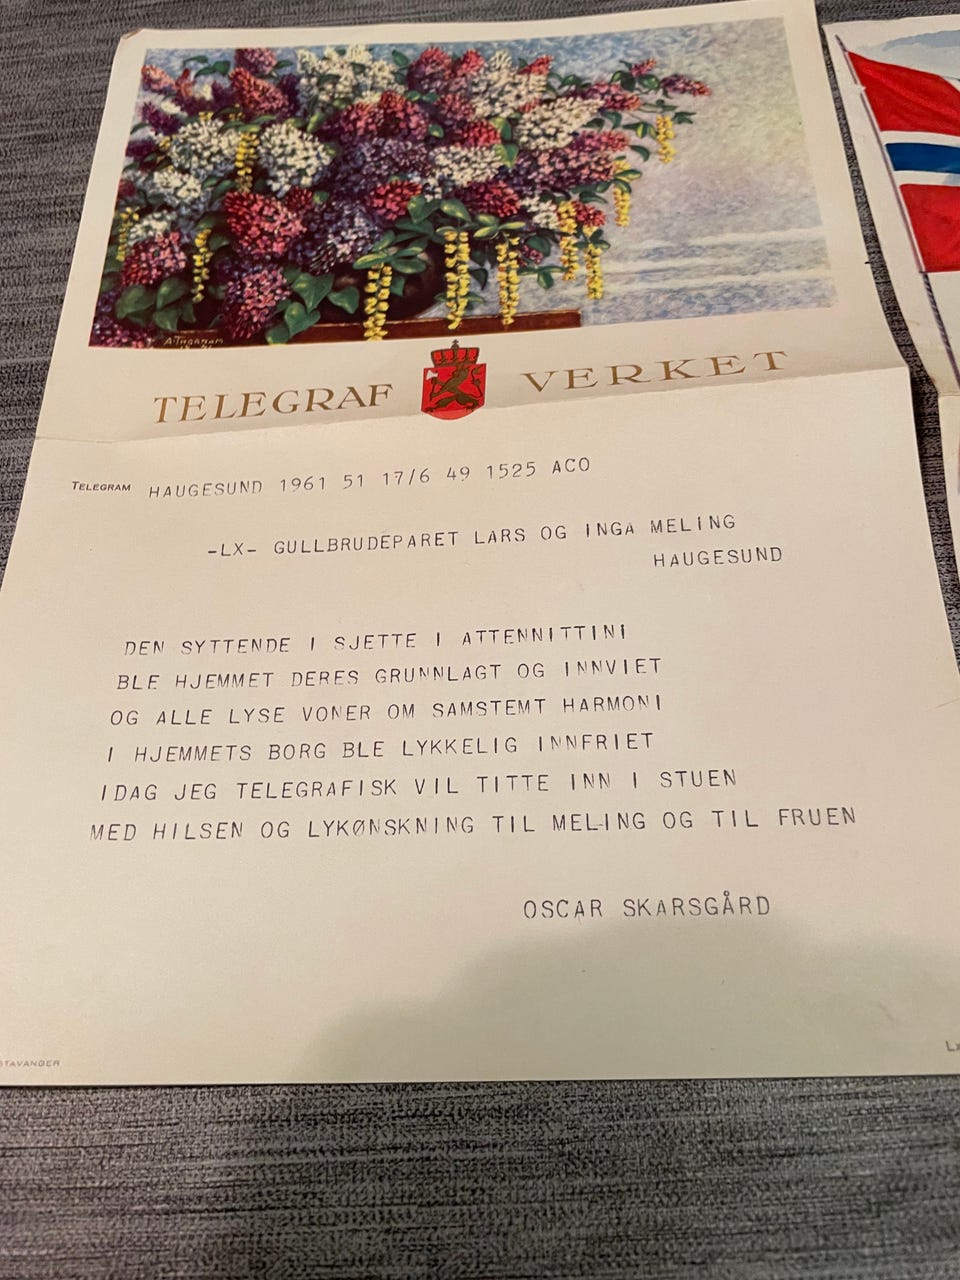 TELEGRAF VERKET
TELEGRAM HAUGESUND 1961 51 17/6 49 1525 ACO
-LX- GULLBRUDEPARET LARS OG INGA MELING
HAUGESUND
DEN SYTTENDE I SJETTE I ATTENNITTINI
BLE HJEMMET DERES GRUNNLAGT OG INNVIET
OG ALLE LYSE VONER OM SAMSTEMT HARMONI
I HJEMMETS BORG BLE LYKKELIG INNFRIET
IDAG JEG TELEGRAFISK VIL TITTE INN I STUEN
MED HILSEN OG LYKØNSKNING TIL MELING OG TIL FRUEN
OSCAR SKARSGÅRD
STAVANGER